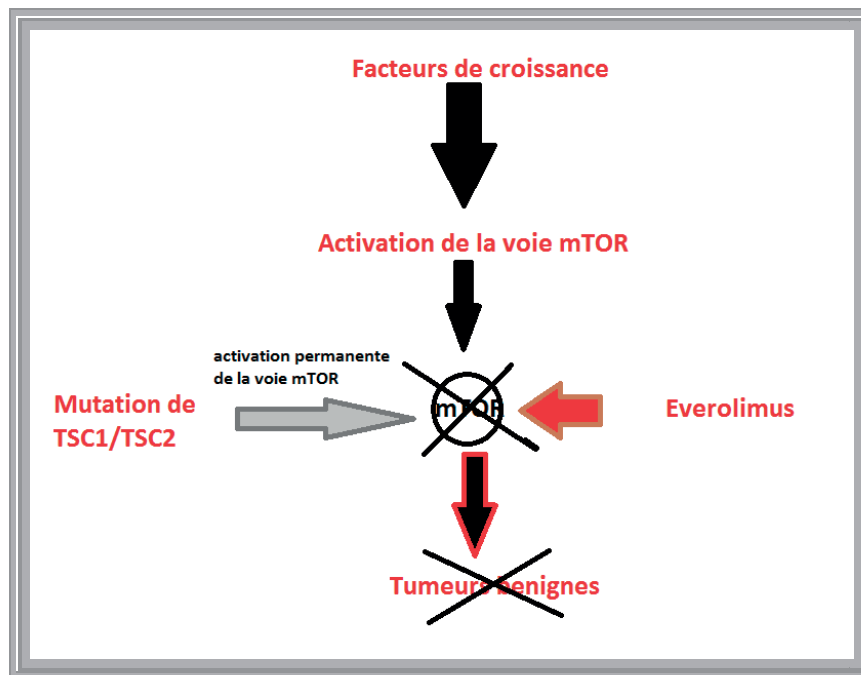 Facteurs de croissance
Activation de la voie mTOR
activation permanente
de la voie mTOR
Mutation de
TSC1/TSC2
mTOR
Everolimus
Tumeurs benignes